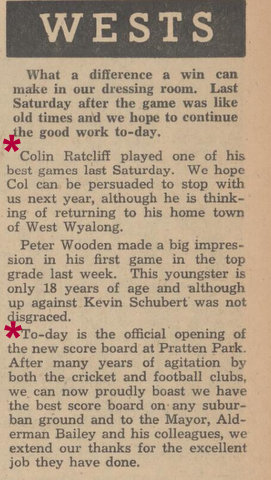 WESTS
What a difference a win can
make in our dressing room. Last
Saturday after the game was like
old times and we hope to continue
the good work to-day.
Colin Ratcliff played one of his
best games last Saturday. We hope
Col can be persuaded to stop with
us next year, although he is think-
ing of returning to his home town
of West Wyalong.
Peter Wooden made a big impres-
sion in his first game in the top
grade last week. This youngster is
only 18 years of age and although
up against Kevin Schubert was not
disgraced.
To-day is the official opening of
the new score board at Pratten Park.
After many years of agitation by
both the cricket and football clubs,
we can now proudly boast we have
the best score board on any subur-
ban ground and to the Mayor, Ald-
erman Bailey and his colleagues, we
extend our thanks for the excellent
job they have done.